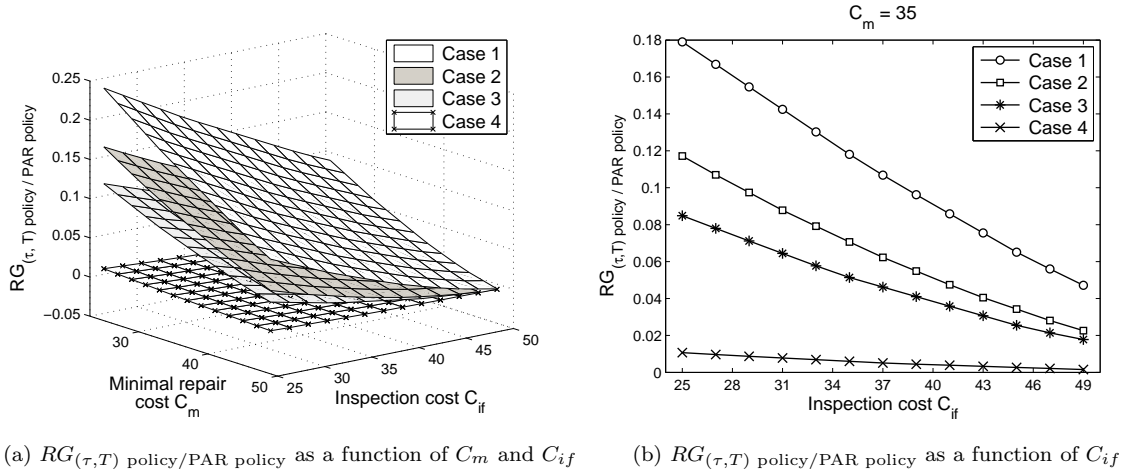 0.25
0.2
0.15
0.1
0.05
0
−0.05
RG(τ, T) policy / PAR policy
30
40
50
Minimal repair
cost Cm
25
30
35
40
45
50
Inspection cost Cif
Case 1
Case 2
Case 3
Case 4
(a) RG(τ,T) policy/PAR policy as a function of Cm and Cif
Cm = 35
0.18
0.16
0.14
0.12
0.1
0.08
0.06
0.04
0.02
0
RG(τ,T) policy / PAR policy
25 28 31 34 37 40 43 46 49
Inspection cost Cif
Case 1
Case 2
Case 3
Case 4
(b) RG(τ,T) policy/PAR policy as a function of Cif